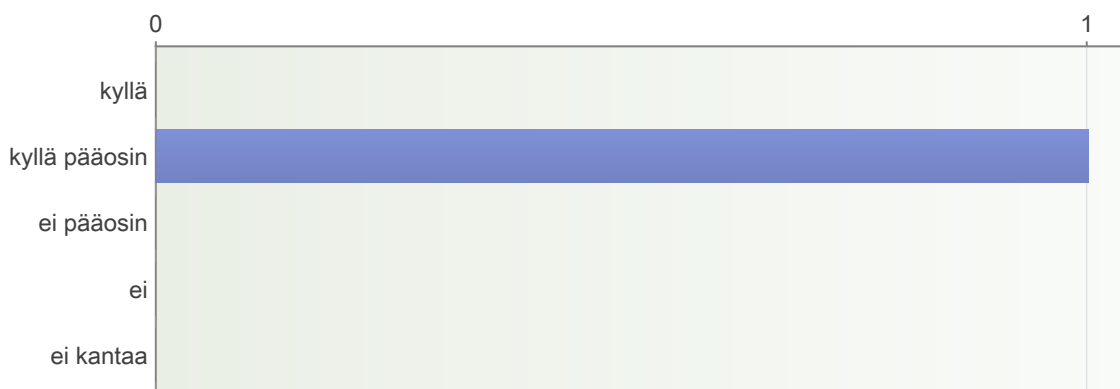 0 1
kyllä
kyllä pääosin
ei pääosin
ei
ei kantaa